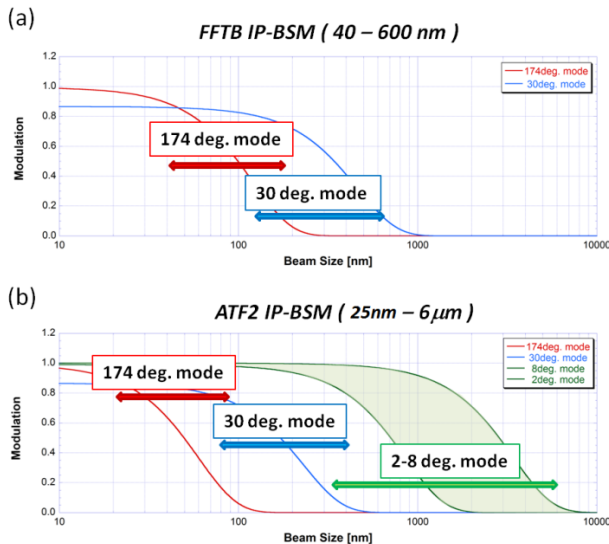 (a)
FFTB IP-BSM ( 40 – 600 nm )
1.2
1.0
0.8
0.6
0.4
0.2
0.0
Modulation
174deg. mode
30deg. mode
174 deg. mode
30 deg. mode
10
100
1000
10000
Beam Size [nm]
(b)
ATF2 IP-BSM ( 25nm – 6μm )
1.2
1.0
0.8
0.6
0.4
0.2
0.0
Modulation
174deg. mode
30deg. mode
8deg. mode
2deg. mode
174 deg. mode
30 deg. mode
2-8 deg. mode
10
100
1000
10000
Beam Size [nm]